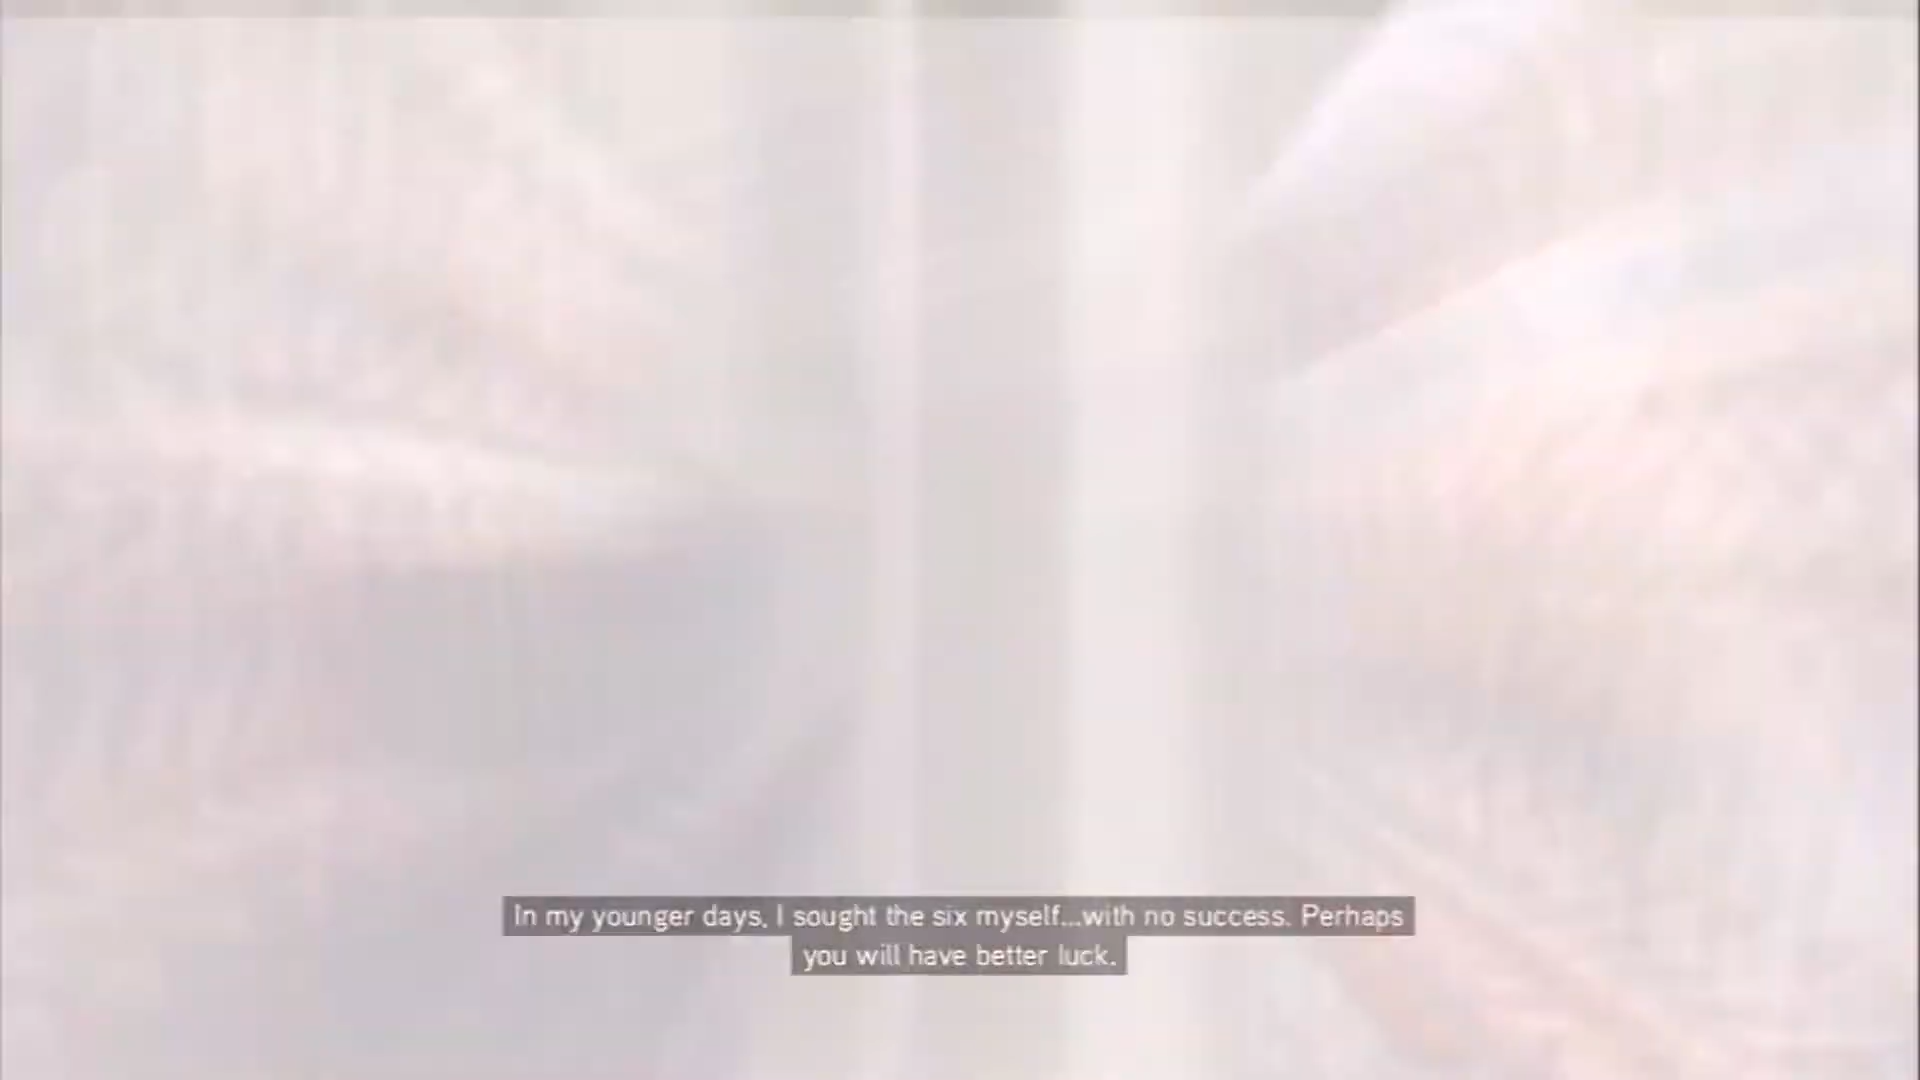 In my younger days, I sought the six myself...with no success. Perhaps
you will have better luck.